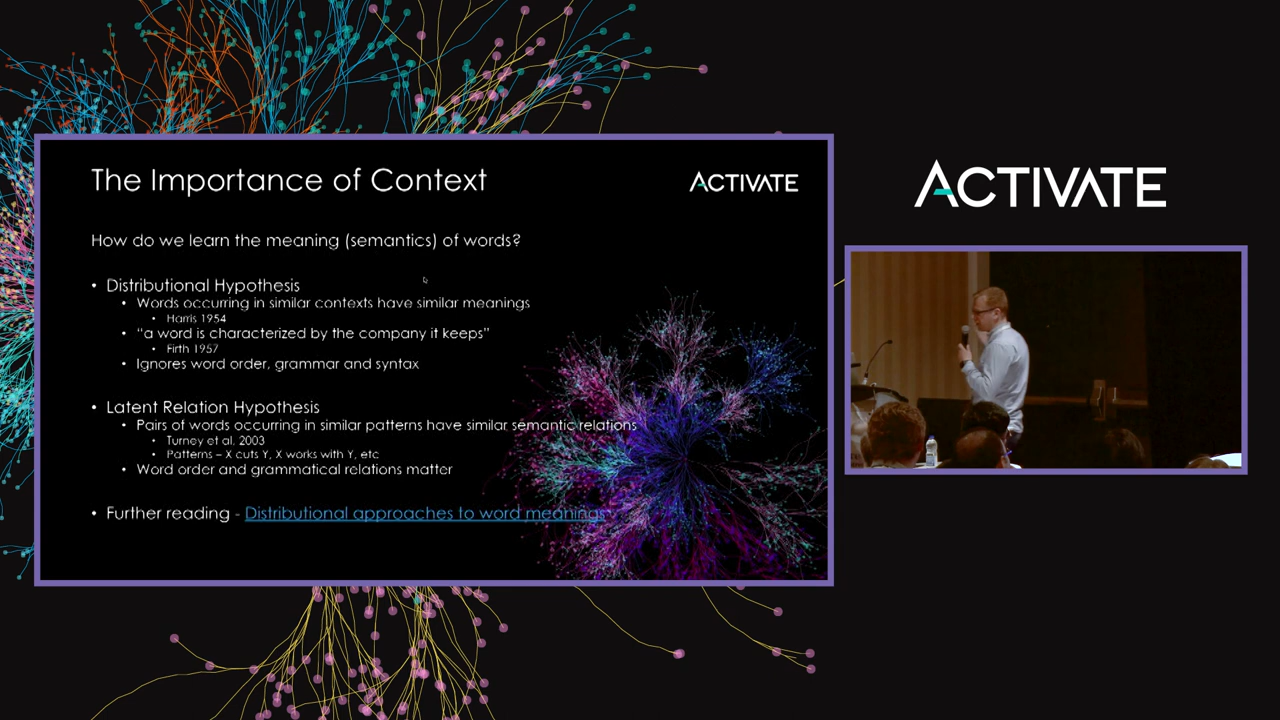 The Importance of Context
ACTIVATE
How do we learn the meaning (semantics) of words?
• Distributional Hypothesis
• Words occurring in similar contexts have similar meanings
• Harris 1954
• “a word is characterized by the company it keeps”
• Firth 1957
• Ignores word order, grammar and syntax
• Latent Relation Hypothesis
• Pairs of words occurring in similar patterns have similar semantic relations
• Turney et al. 2003
• Patterns – X cuts Y, X works with Y, etc
• Word order and grammatical relations matter
• Further reading - Distributional approaches to word meanings
ACTIVATE